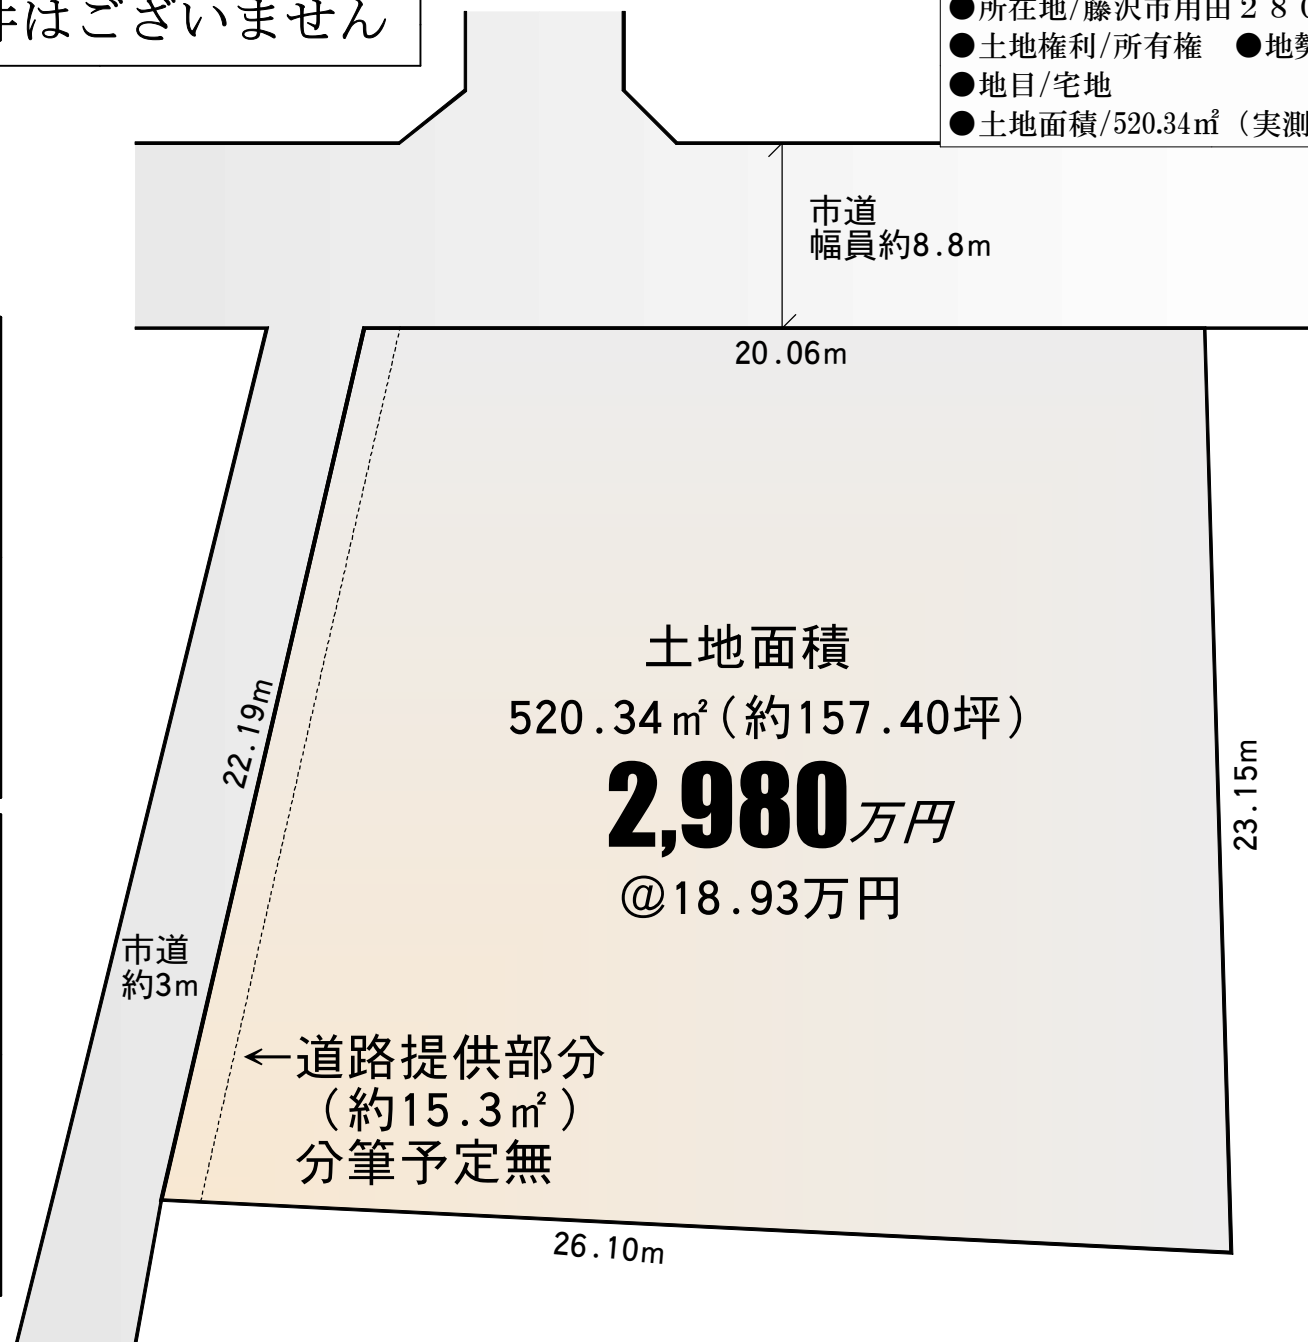 件はございません
●所在地/藤沢市用田２８０
●土地権利/所有権　●地勢
●地目/宅地
●土地面積/520.34㎡（実測
市道
幅員約8.8m
20.06m
土地面積
520.34㎡(約157.40坪)
2,980万円
@18.93万円
22.19m
23.15m
市道
約3m
←道路提供部分
（約15.3㎡）
分筆予定無
26.10m